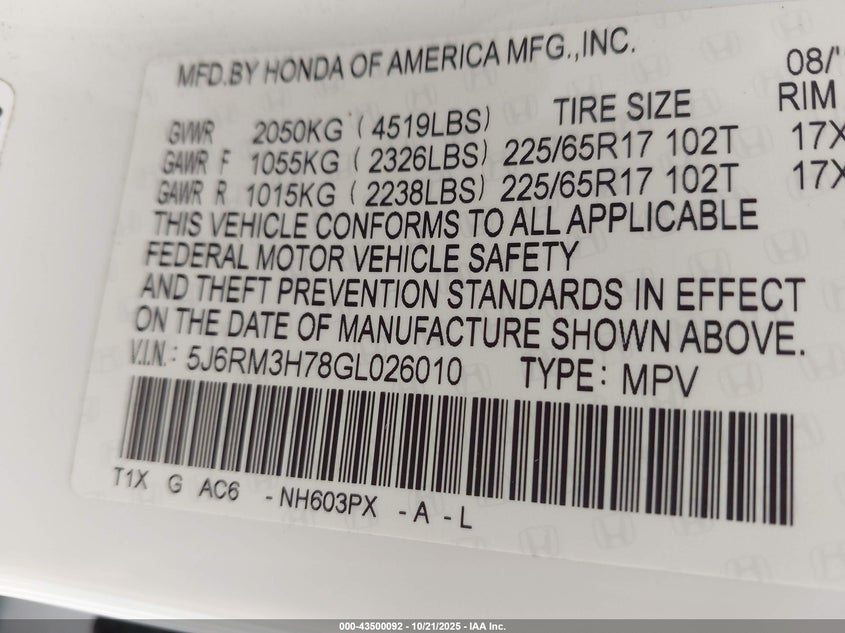 MFD.BY HONDA OF AMERICA MFG.,INC.
08/'
GVWR 2050KG ( 4519LBS) TIRE SIZE RIM
GAWR F 1055KG ( 2326LBS) 225/65R17 102T 17X
GAWR R 1015KG ( 2238LBS) 225/65R17 102T 17X
THIS VEHICLE CONFORMS TO ALL APPLICABLE
FEDERAL MOTOR VEHICLE SAFETY
AND THEFT PREVENTION STANDARDS IN EFFECT
ON THE DATE OF MANUFACTURE SHOWN ABOVE.
V.I.N.: 5J6RM3H78GL026010 TYPE: MPV
T1X G AC6 -NH603PX -A -L
000-43500092 - 10/21/2025 - IAA Inc.